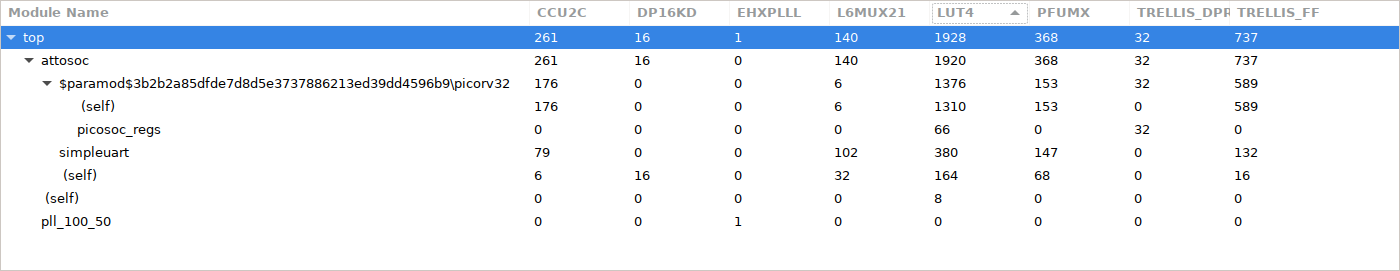 Module Name CCU2C DP16KD EHXPLLL L6MUX21 LUT4 PFUMX TRELLIS_DPR TRELLIS_FF
top 261 16 1 140 1928 368 32 737
attosoc 261 16 0 140 1920 368 32 737
$paramod$3b2b2a85dfde7d8d5e3737886213ed39dd4596b9\picorv32 176 0 0 6 1376 153 32 589
(self) 176 0 0 6 1310 153 0 589
picosoc_regs 0 0 0 0 66 0 32 0
simpleuart 79 0 0 102 380 147 0 132
(self) 6 16 0 32 164 68 0 16
(self) 0 0 0 0 8 0 0 0
pll_100_50 0 0 1 0 0 0 0 0